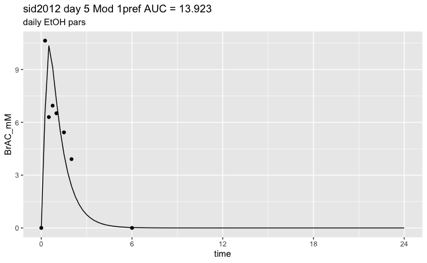 sid2012 day 5 Mod 1pref AUC = 13.923
daily EtOH pars
BrAC_mM
9
6
3
0
0
6
12
18
24
time